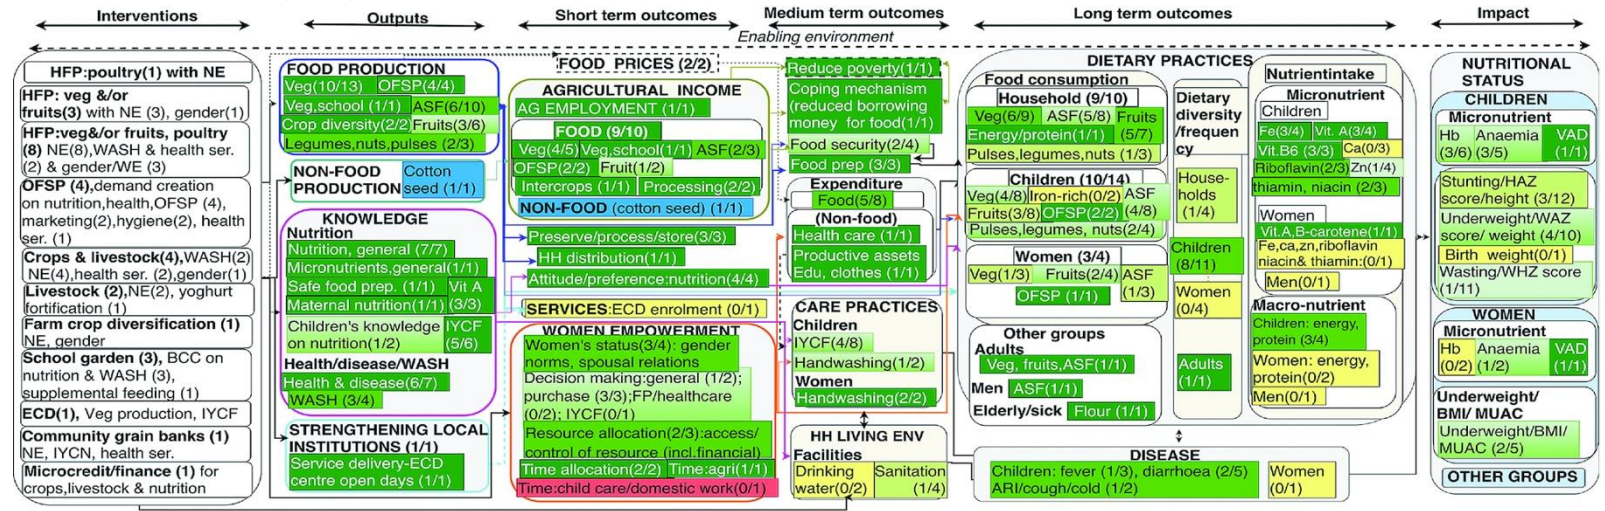 Interventions
Outputs
Short term outcomes
Medium term outcomes
Long term outcomes
Impact
Enabling environment
HFP:poultry(1) with NE
HFP: veg &/or
fruits(3) with NE (3), gender(1)
HFP:veg&/or fruits, poultry
(8) NE(8),WASH & health ser.
(2) & gender/WE (3)
OFSP (4),demand creation
on nutrition,health,OFSP (4),
marketing(2),hygiene(2), health
ser. (1)
Crops & livestock(4),WASH(2)
NE(4),health ser. (2),gender(1)
Livestock (2),NE(2), yoghurt
fortification (1)
Farm crop diversification (1)
NE, gender
School garden (3), BCC on
nutrition & WASH (3),
supplemental feeding (1)
ECD(1), Veg production, IYCF
Community grain banks (1)
NE, IYCN, health ser.
Microcredit/finance (1) for
crops,livestock & nutrition
FOOD PRODUCTION
Veg(10/13) OFSP(4/4)
Veg,school (1/1) ASF(6/10)
Crop diversity(2/2) Fruits(3/6)
Legumes,nuts,pulses (2/3)
NON-FOOD
PRODUCTION
Cotton
seed (1/1)
KNOWLEDGE
Nutrition
Nutrition, general (7/7)
Micronutrients,general(1/1)
Safe food prep. (1/1) Vit A
Maternal nutrition(1/1) (3/3)
Children's knowledge IYCF
on nutrition(1/2) (5/6)
Health/disease/WASH
Health & disease(6/7)
WASH (3/4)
STRENGTHENING LOCAL
INSTITUTIONS (1/1)
Service delivery-ECD
centre open days (1/1)
FOOD PRICES (2/2)
AGRICULTURAL INCOME
AG EMPLOYMENT (1/1)
FOOD (9/10)
Veg(4/5) Veg,school(1/1) ASF(2/3)
OFSP(2/2) Fruit(1/2)
Intercrops (1/1) Processing(2/2)
NON-FOOD (cotton seed) (1/1)
Preserve/process/store(3/3)
HH distribution(1/1)
Attitude/preference:nutrition(4/4)
SERVICES:ECD enrolment (0/1)
WOMEN EMPOWERMENT
Women's status(3/4): gender
norms, spousal relations
Decision making:general (1/2);
purchase (3/3);FP/healthcare
(0/2); IYCF(0/1)
Resource allocation(2/3):access/
control of resource (incl.financial)
Time allocation(2/2) Time:agri(1/1)
Time:child care/domestic work(0/1)
Reduce poverty(1/1)
Coping mechanism
(reduced borrowing
money for food(1/1)
Food security(2/4)
Food prep (3/3)
Expenditure
Food(5/8)
(Non-food)
Health care (1/1)
Productive assets
Edu, clothes (1/1)
CARE PRACTICES
Children
IYCF(4/8)
Handwashing(1/2)
Women
Handwashing(2/2)
HH LIVING ENV
Facilities
Drinking
water(0/2)
Sanitation
(1/4)
DIETARY PRACTICES
Food consumption
Household (9/10)
Veg(6/9) ASF(5/8) Fruits
Energy/protein(1/1) (5/7)
Pulses,legumes,nuts (1/3)
Children (10/14)
Veg(4/8) Iron-rich(0/2) ASF
Fruits(3/8) OFSP(2/2) (4/8)
Pulses,legumes, nuts(2/4)
Women (3/4)
Veg(1/3) Fruits(2/4) ASF
OFSP (1/1) (1/3)
Other groups
Adults
Veg, fruits,ASF(1/1)
Men ASF(1/1)
Elderly/sick Flour (1/1)
Dietary
diversity
/frequen
cy
House-
holds
(1/4)
Children
(8/11)
Women
(0/4)
Adults
(1/1)
Nutrientintake
Micronutrient
Children
Fe(3/4) Vit. A(3/4)
Vit.B6 (3/3) Ca(0/3)
Riboflavin(2/3) Zn(1/4)
thiamin, niacin (2/3)
Women
Vit.A,B-carotene(1/1)
Fe,ca,zn,riboflavin
niacin& thiamin:(0/1)
Men(0/1)
Macro-nutrient
Children: energy,
protein (3/4)
Women: energy,
protein(0/2)
Men(0/1)
DISEASE
Children: fever (1/3), diarrhoea (2/5)
ARI/cough/cold (1/2)
Women
(0/1)
NUTRITIONAL
STATUS
CHILDREN
Micronutrient
Hb Anaemia VAD
(3/6) (3/5) (1/1)
Stunting/HAZ
score/height (3/12)
Underweight/WAZ
score/ weight (4/10)
Birth weight(0/1)
Wasting/WHZ score
(1/11)
WOMEN
Micronutrient
Hb Anaemia VAD
(0/2) (1/2) (1/1)
Underweight/
BMI/ MUAC
Underweight/BMI/
MUAC (2/5)
OTHER GROUPS